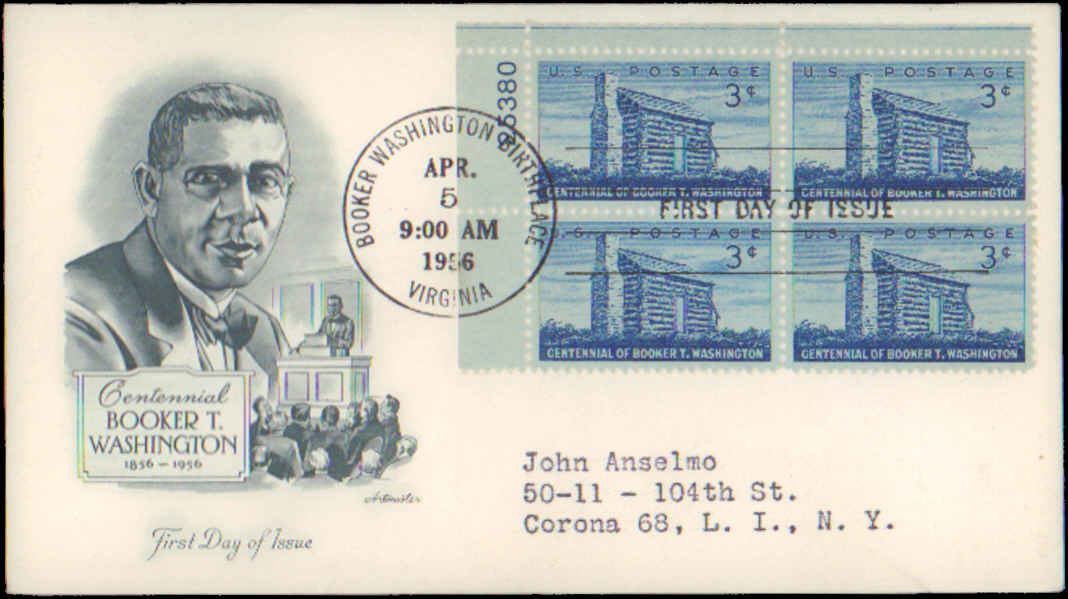 Centennial
BOOKER T.
WASHINGTON
1856 – 1956
Artmaster
First Day of Issue
BOOKER WASHINGTON BIRTHPLACE
APR.
5
9:00 AM
1956
VIRGINIA
25380
U.S. POSTAGE
3¢
CENTENNIAL OF BOOKER T. WASHINGTON
U.S. POSTAGE
3¢
CENTENNIAL OF BOOKER T. WASHINGTON
FIRST DAY OF ISSUE
U.S. POSTAGE
3¢
CENTENNIAL OF BOOKER T. WASHINGTON
U.S. POSTAGE
3¢
CENTENNIAL OF BOOKER T. WASHINGTON
John Anselmo
50-11 - 104th St.
Corona 68, L. I., N. Y.